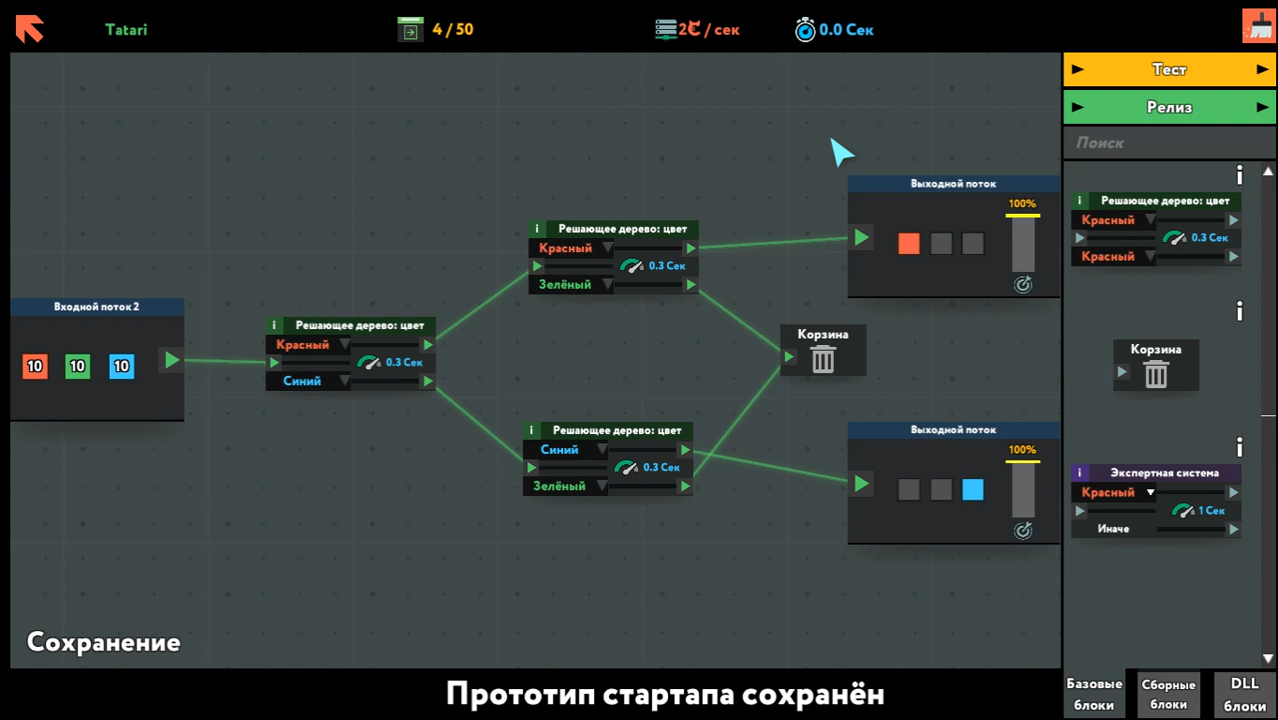 Tatari
4 / 50
2₡ / сек
0.0 Сек
Тест
Релиз
Поиск
Входной поток 2
10 10 10
Решающее дерево: цвет
Красный
0.3 Сек
Синий
Решающее дерево: цвет
Красный
0.3 Сек
Зелёный
Решающее дерево: цвет
Синий
0.3 Сек
Зелёный
Корзина
Выходной поток
100%
Выходной поток
100%
i
i Решающее дерево: цвет
Красный
0.3 Сек
Красный
i
Корзина
i
i Экспертная система
Красный
1 Сек
Иначе
Сохранение
Прототип стартапа сохранён
Базовые
блоки
Сборные
блоки
DLL
блоки